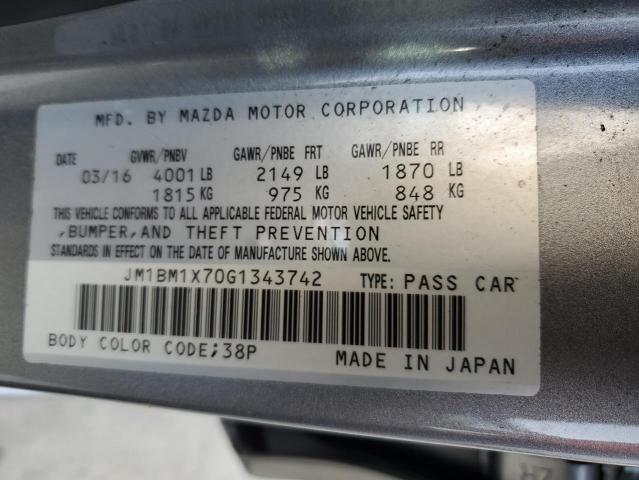 MFD. BY MAZDA MOTOR CORPORATION
DATE GVWR/PNBV GAWR/PNBE FRT GAWR/PNBE RR
03/16 4001 LB 2149 LB 1870 LB
1815 KG 975 KG 848 KG
THIS VEHICLE CONFORMS TO ALL APPLICABLE FEDERAL MOTOR VEHICLE SAFETY
,BUMPER,AND THEFT PREVENTION
STANDARDS IN EFFECT ON THE DATE OF MANUFACTURE SHOWN ABOVE.
JM1BM1X70G1343742 TYPE: PASS CAR
BODY COLOR CODE;38P MADE IN JAPAN